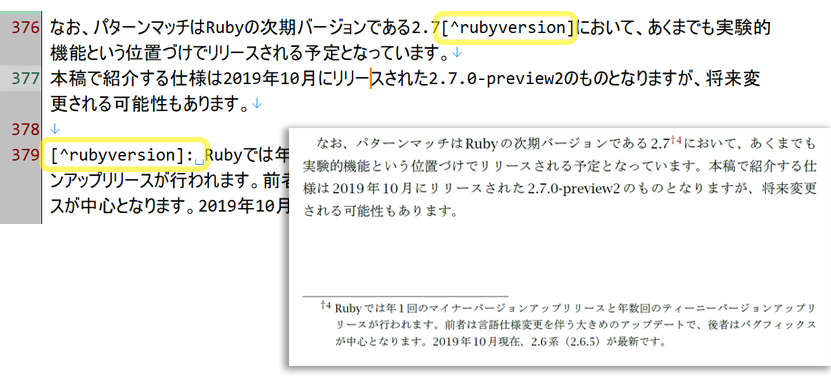 376 なお、パターンマッチはRubyの次期バージョンである2.7[^rubyversion]において、あくまでも実験的
機能という位置づけでリリースされる予定となっています。↓
377 本稿で紹介する仕様は2019年10月にリリースされた2.7.0-preview2のものとなりますが、将来変
更される可能性もあります。↓
378 ↓
379 [^rubyversion]: Rubyでは年
ンアップリリースが行われます。前者
スが中心となります。2019年10月
なお、パターンマッチはRubyの次期バージョンである2.7†4において、あくまでも
実験的機能という位置づけでリリースされる予定となっています。本稿で紹介する仕
様は2019年10月にリリースされた2.7.0-preview2のものとなりますが、将来変更
される可能性もあります。
†4 Rubyでは年1回のマイナーバージョンアップリリースと年数回のティーニーバージョンアップリ
リースが行われます。前者は言語仕様変更を伴う大きめのアップデートで、後者はバグフィックス
が中心となります。2019年10月現在、2.6系（2.6.5）が最新です。